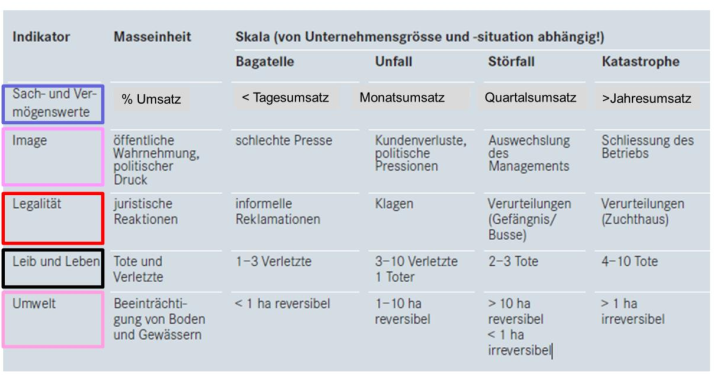 Indikator Masseinheit Skala (von Unternehmensgrösse und -situation abhängig!)
Bagatelle Unfall Störfall Katastrophe
Sach- und Ver-
mögenswerte
% Umsatz < Tagesumsatz Monatsumsatz Quartalsumsatz >Jahresumsatz
Image
öffentliche
Wahrnehmung,
politischer
Druck
schlechte Presse
Kundenverluste,
politische
Pressionen
Auswechslung
des
Managements
Schliessung des
Betriebs
Legalität
juristische
Reaktionen
informelle
Reklamationen
Klagen
Verurteilungen
(Gefängnis/
Busse)
Verurteilungen
(Zuchthaus)
Leib und Leben
Tote und
Verletzte
1–3 Verletzte
3–10 Verletzte
1 Toter
2–3 Tote
4–10 Tote
Umwelt
Beeinträchti-
gung von Boden
und Gewässern
< 1 ha reversibel
1–10 ha
reversibel
> 10 ha
reversibel
< 1 ha
irreversibel
> 1 ha
irreversibel